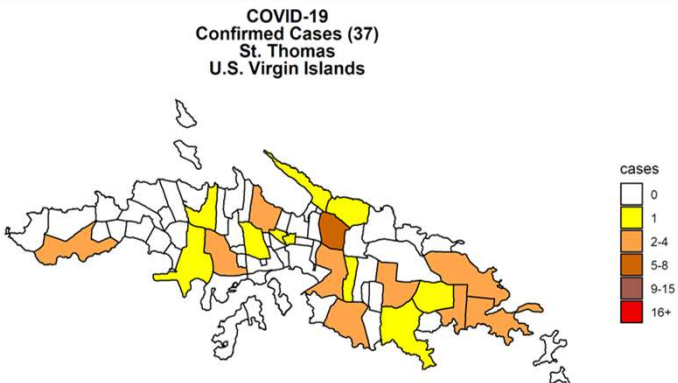 COVID-19
Confirmed Cases (37)
St. Thomas
U.S. Virgin Islands
cases
0
1
2-4
5-8
9-15
16+